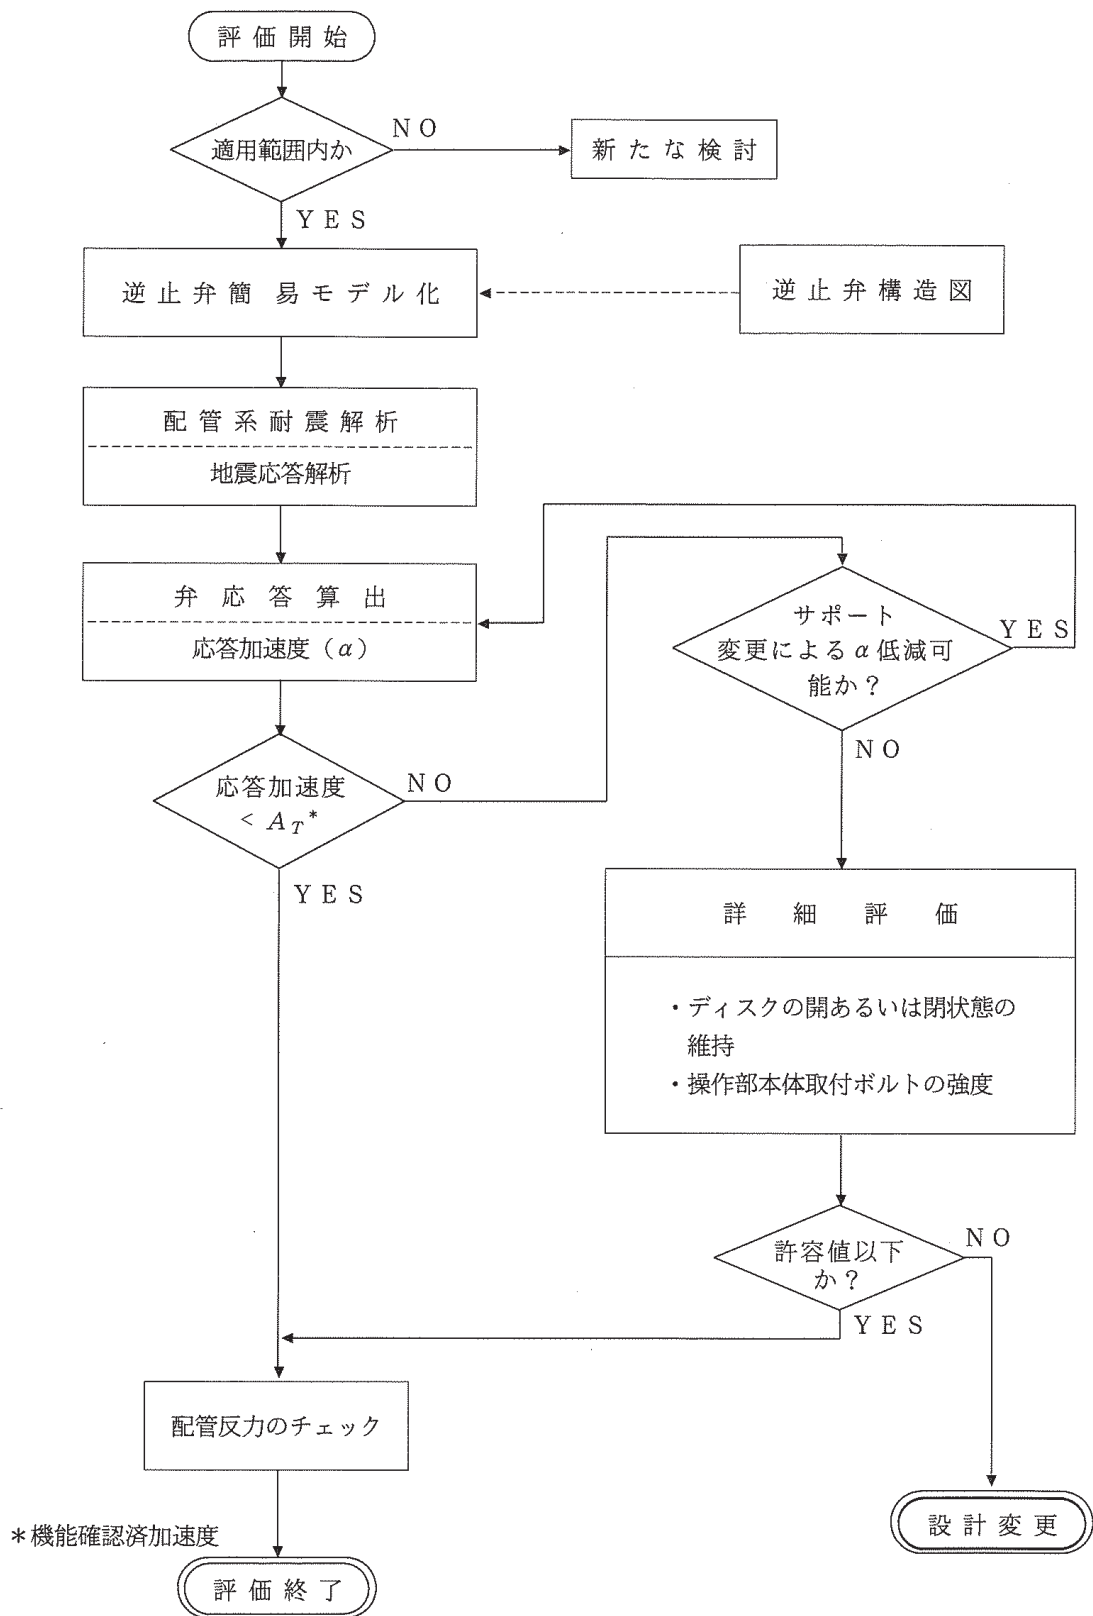 評価開始
適用範囲内か
NO
新たな検討
YES
逆止弁簡易モデル化
逆止弁構造図
配管系耐震解析
地震応答解析
弁応答算出
応答加速度(α)
サポート
変更によるα低減可
能か?
YES
NO
応答加速度
< A_T*
NO
YES
詳細評価
・ディスクの開あるいは閉状態の
維持
・操作部本体取付ボルトの強度
許容値以下
か?
NO
YES
配管反力のチェック
設計変更
*機能確認済加速度
評価終了